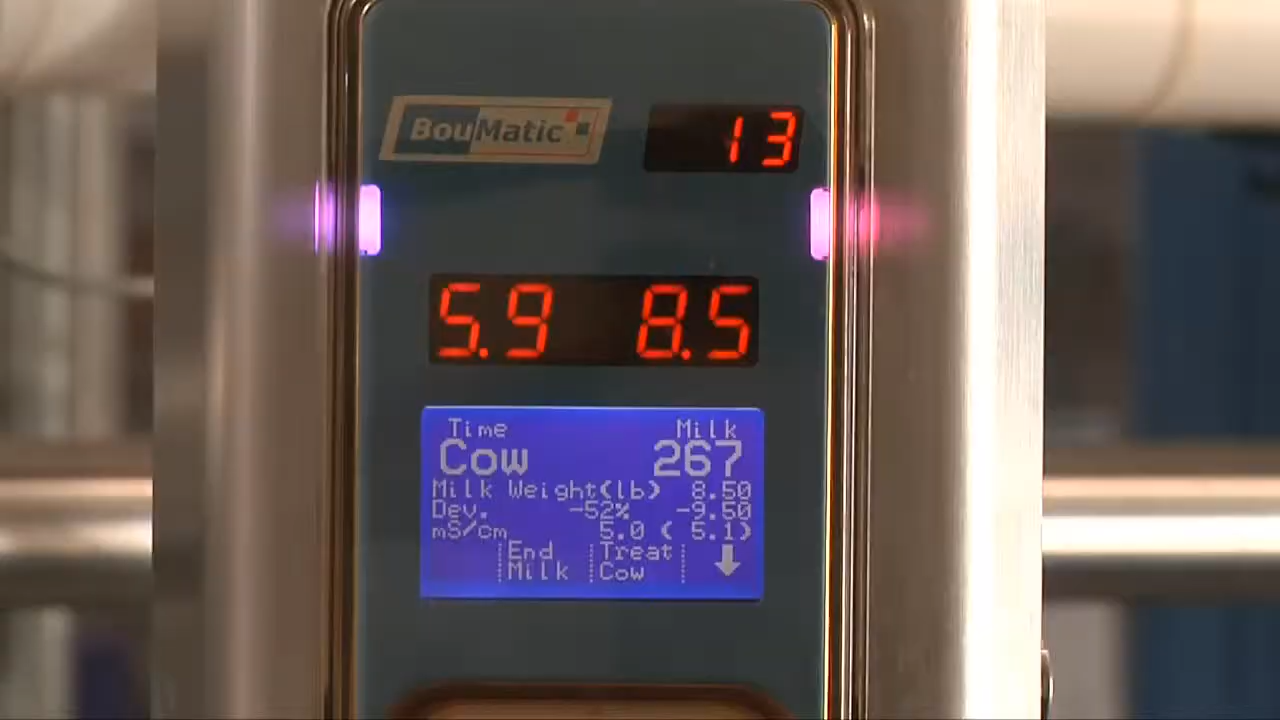 BouMatic
13
5.9 8.5
Time Milk
Cow 267
Milk Weight(lb) 8.50
Dev. -52% -9.50
mS/cm 5.0 ( 5.1)
End Treat
Milk Cow